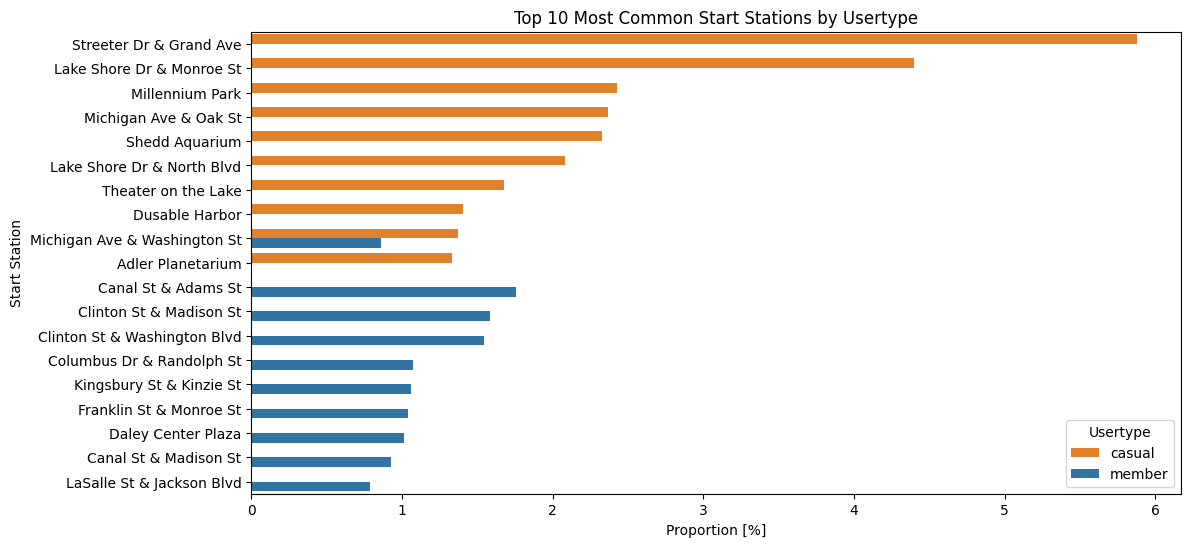 Top 10 Most Common Start Stations by Usertype
Start Station
Streeter Dr & Grand Ave
Lake Shore Dr & Monroe St
Millennium Park
Michigan Ave & Oak St
Shedd Aquarium
Lake Shore Dr & North Blvd
Theater on the Lake
Dusable Harbor
Michigan Ave & Washington St
Adler Planetarium
Canal St & Adams St
Clinton St & Madison St
Clinton St & Washington Blvd
Columbus Dr & Randolph St
Kingsbury St & Kinzie St
Franklin St & Monroe St
Daley Center Plaza
Canal St & Madison St
LaSalle St & Jackson Blvd
Usertype
casual
member
0 1 2 3 4 5 6
Proportion [%]